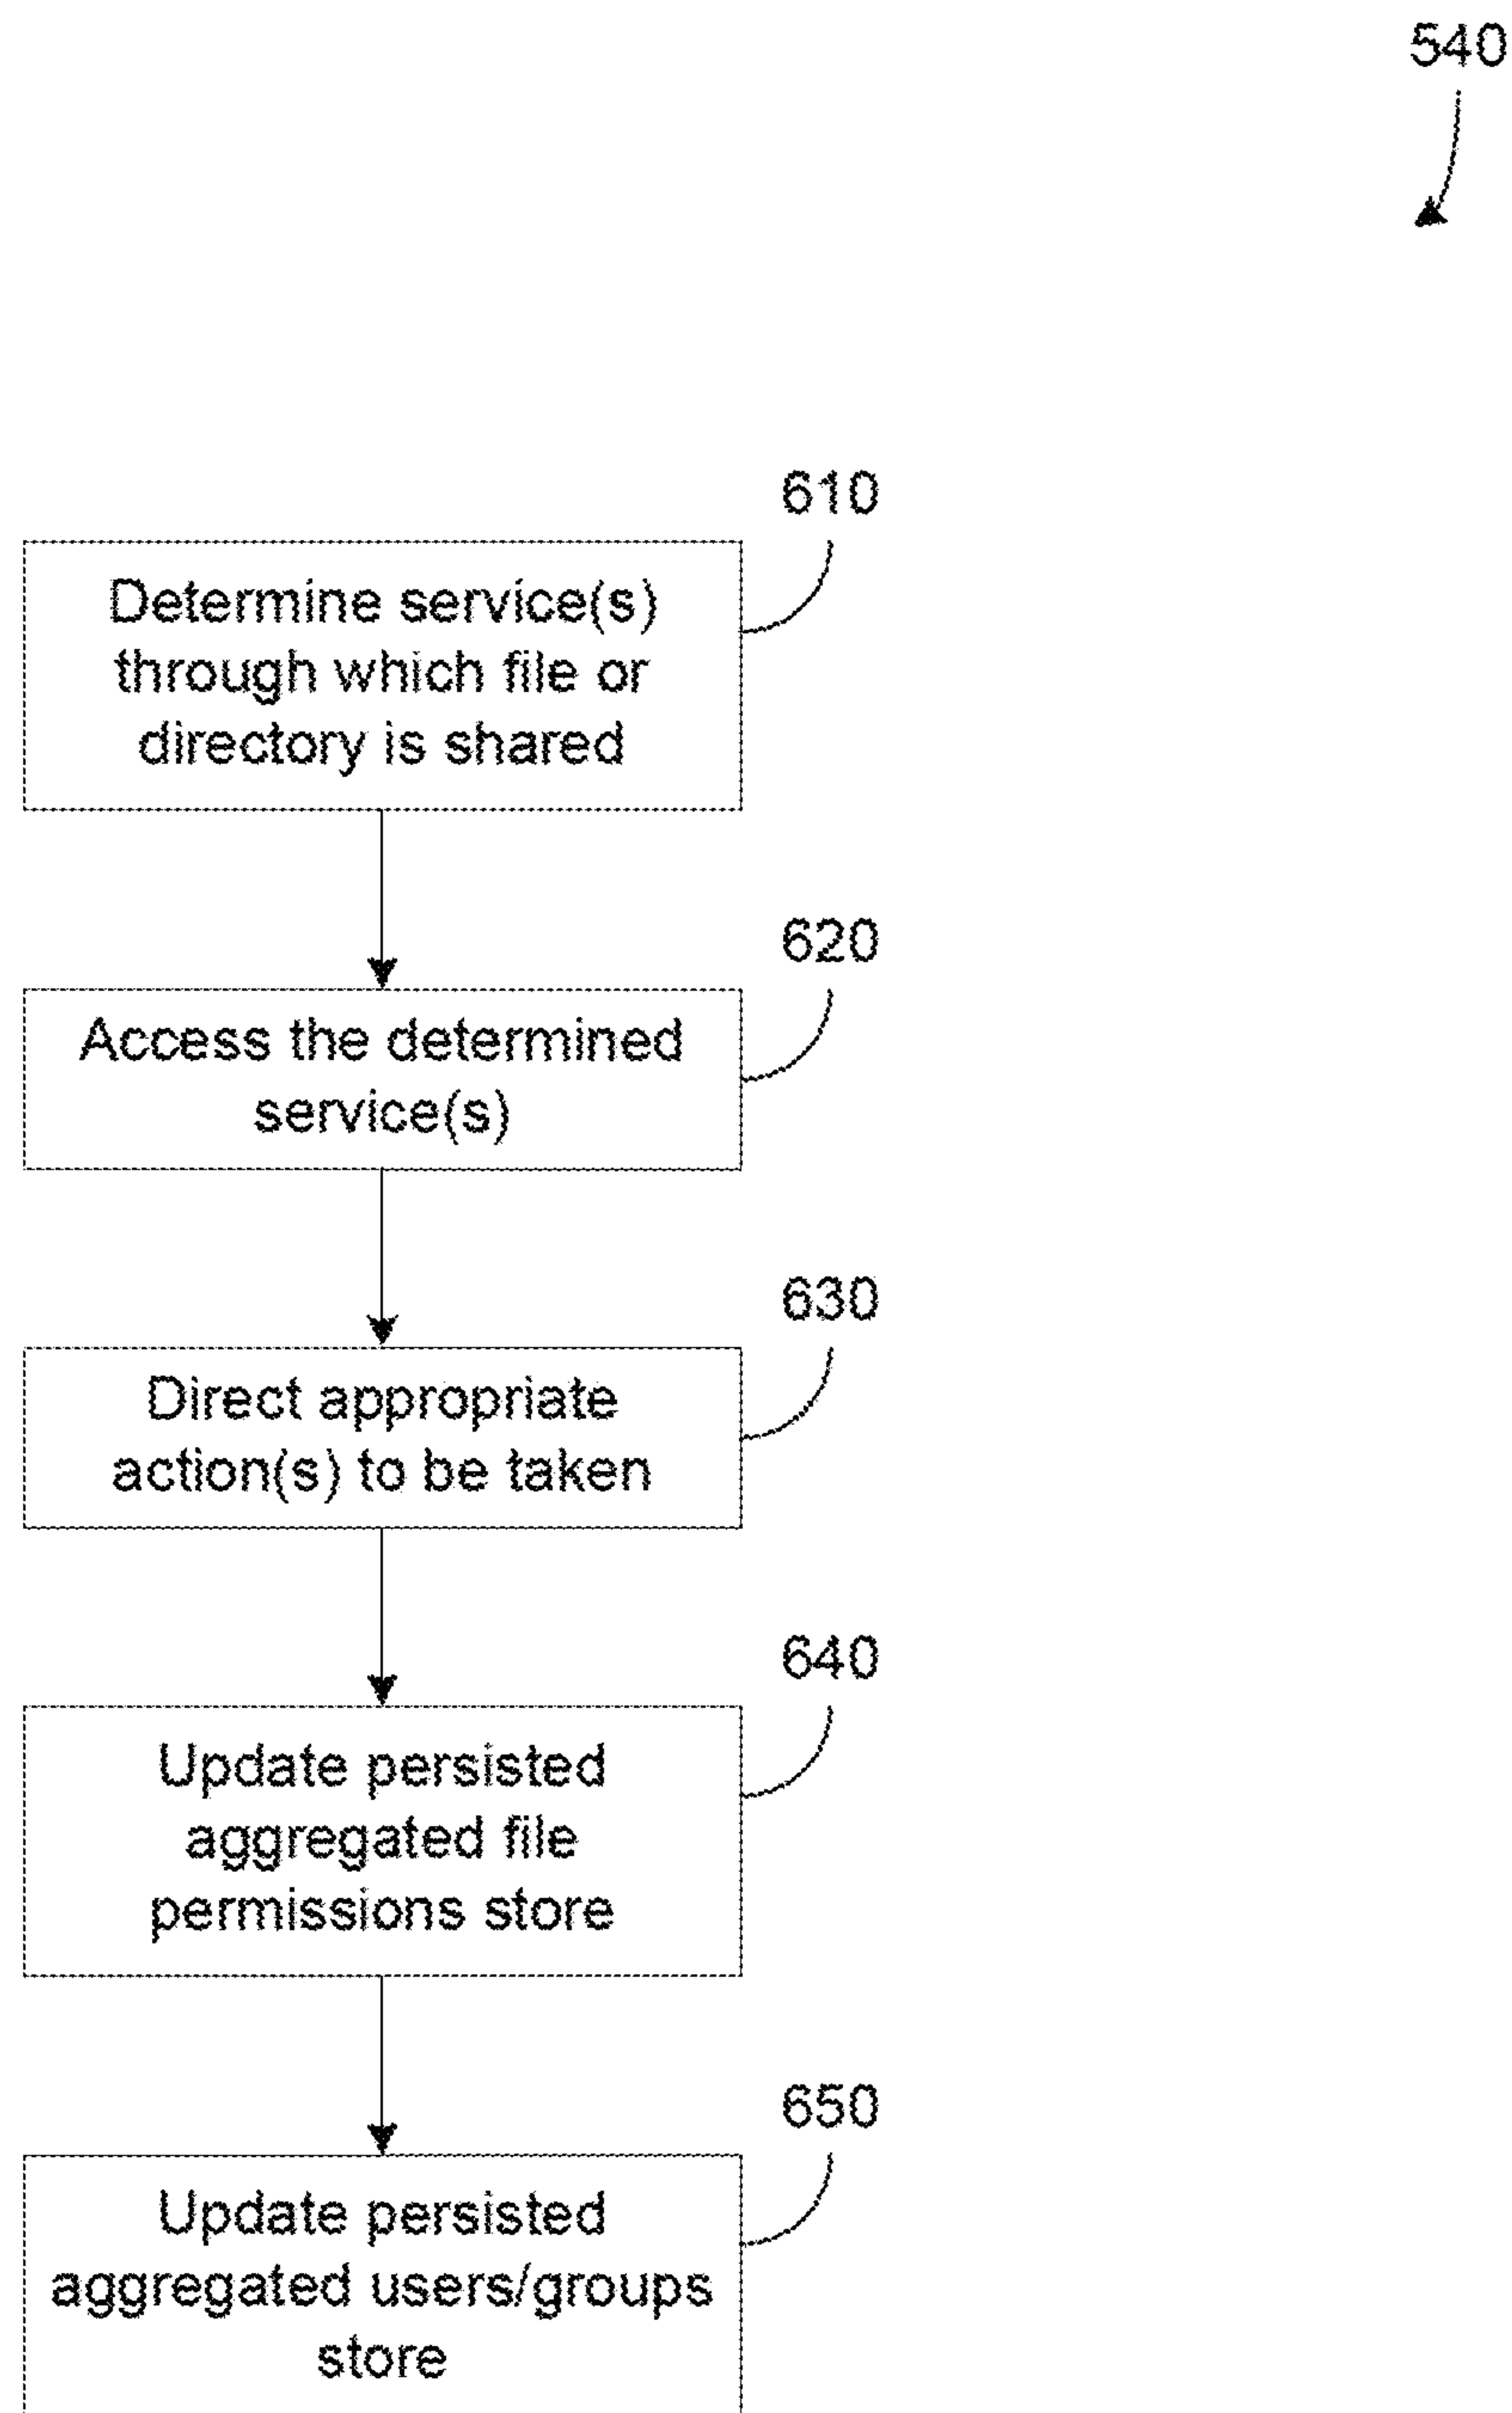 540
610
Determine service(s)
through which file or
directory is shared
620
Access the determined
service(s)
630
Direct appropriate
action(s) to be taken
640
Update persisted
aggregated file
permissions store
650
Update persisted
aggregated users/groups
store